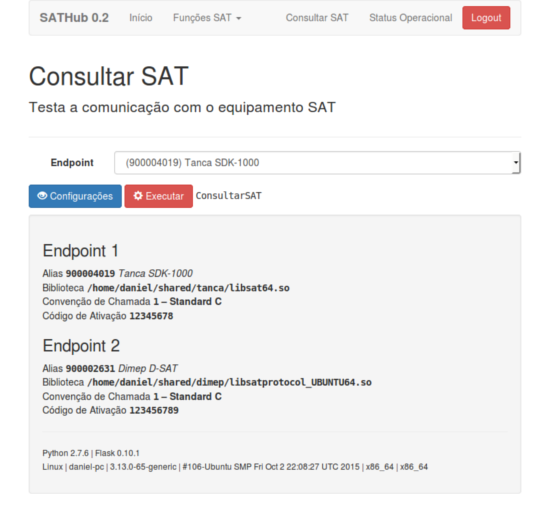 SATHub 0.2 Início Funções SAT Consultar SAT Status Operacional Logout
Consultar SAT
Testa a comunicação com o equipamento SAT
Endpoint (900004019) Tanca SDK-1000
Configurações Executar ConsultarSAT
Endpoint 1
Alias 900004019 Tanca SDK-1000
Biblioteca /home/daniel/shared/tanca/libsat64.so
Convenção de Chamada 1 – Standard C
Código de Ativação 12345678
Endpoint 2
Alias 900002631 Dimep D-SAT
Biblioteca /home/daniel/shared/dimep/libsatprotocol_UBUNTU64.so
Convenção de Chamada 1 – Standard C
Código de Ativação 123456789
Python 2.7.6 | Flask 0.10.1
Linux | daniel-pc | 3.13.0-65-generic | #106-Ubuntu SMP Fri Oct 2 22:08:27 UTC 2015 | x86_64 | x86_64